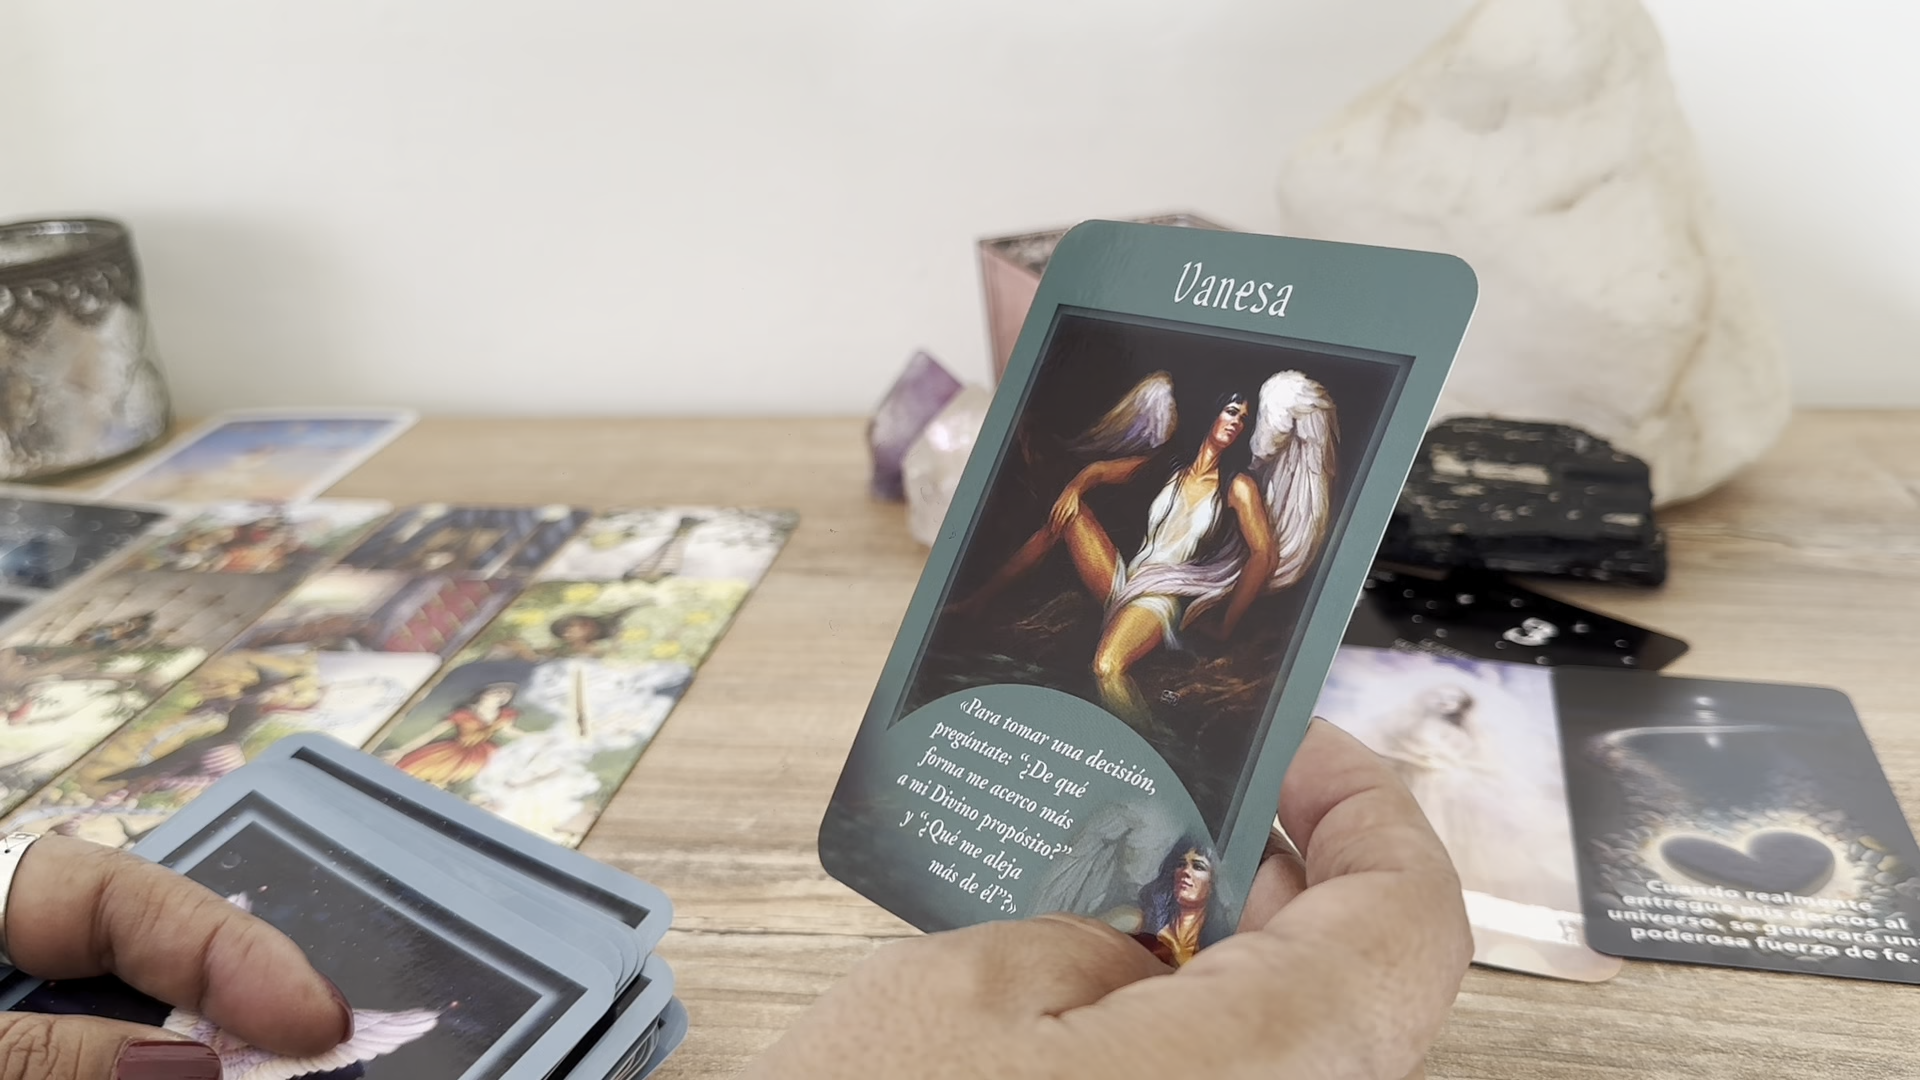 Vanesa
«Para tomar una decisión,
pregúntate: “¿De qué
forma me acerco más
a mi Divino propósito?”
y “¿Qué me aleja
más de él”?»
3
Cuando realmente
entregue mis deseos al
universo, se generará una
poderosa fuerza de fe.